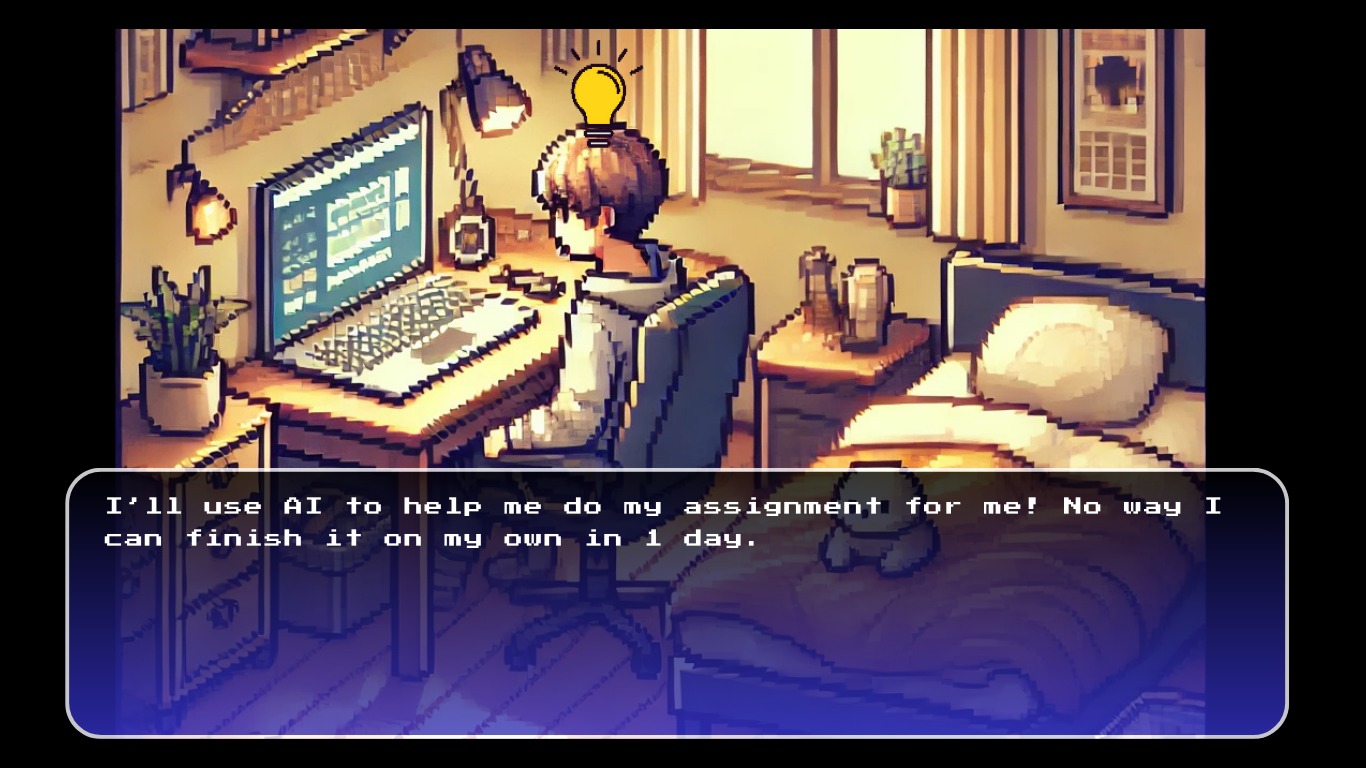 I'll use AI to help me do my assignment for me! No way I
can finish it on my own in 1 day.